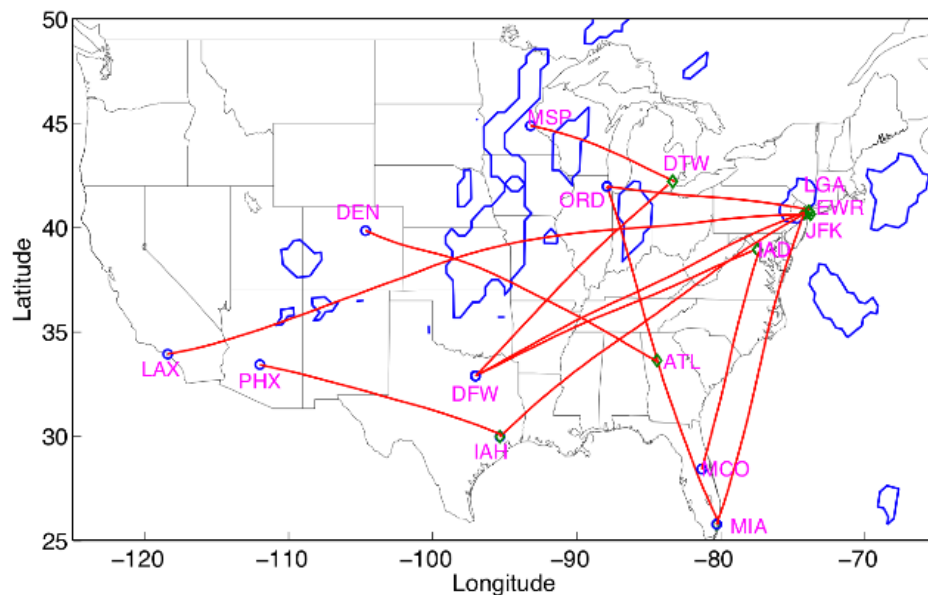 50
45
40
35
30
25
Latitude
MSP
DTW
ORD
LGA
EWR
JFK
DEN
IAD
LAX
PHX
DFW
ATL
IAH
MCO
MIA
−120
−110
−100
−90
−80
−70
Longitude